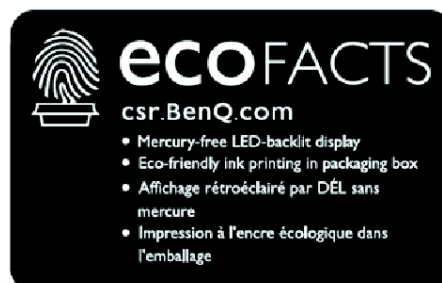 ecoFACTS
csr.BenQ.com
• Mercury-free LED-backlit display
• Eco-friendly ink printing in packaging box
• Affichage rétroéclairé par DÉL sans
mercure
• Impression à l'encre écologique dans
l'emballage